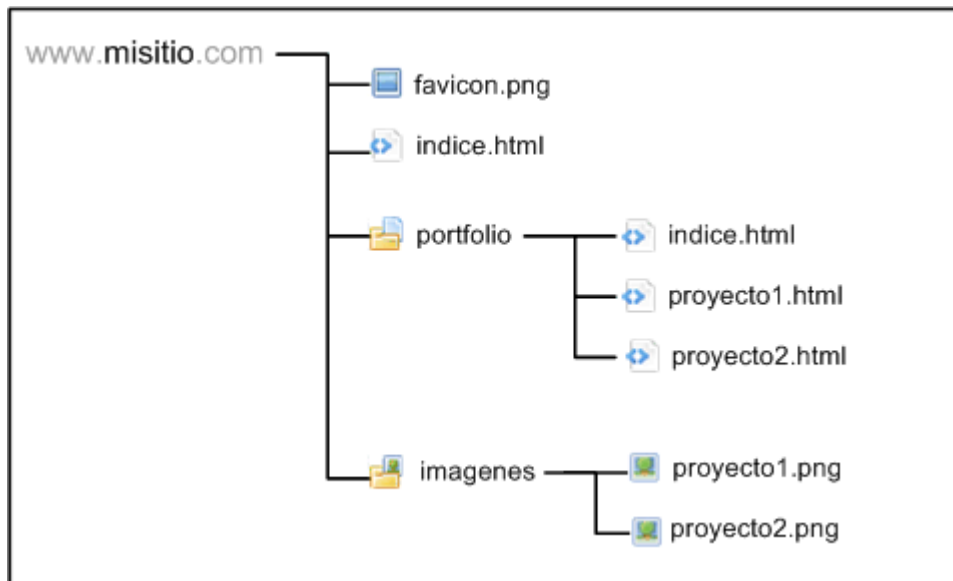 www.misitio.com
favicon.png
indice.html
portfolio
indice.html
proyecto1.html
proyecto2.html
imagenes
proyecto1.png
proyecto2.png